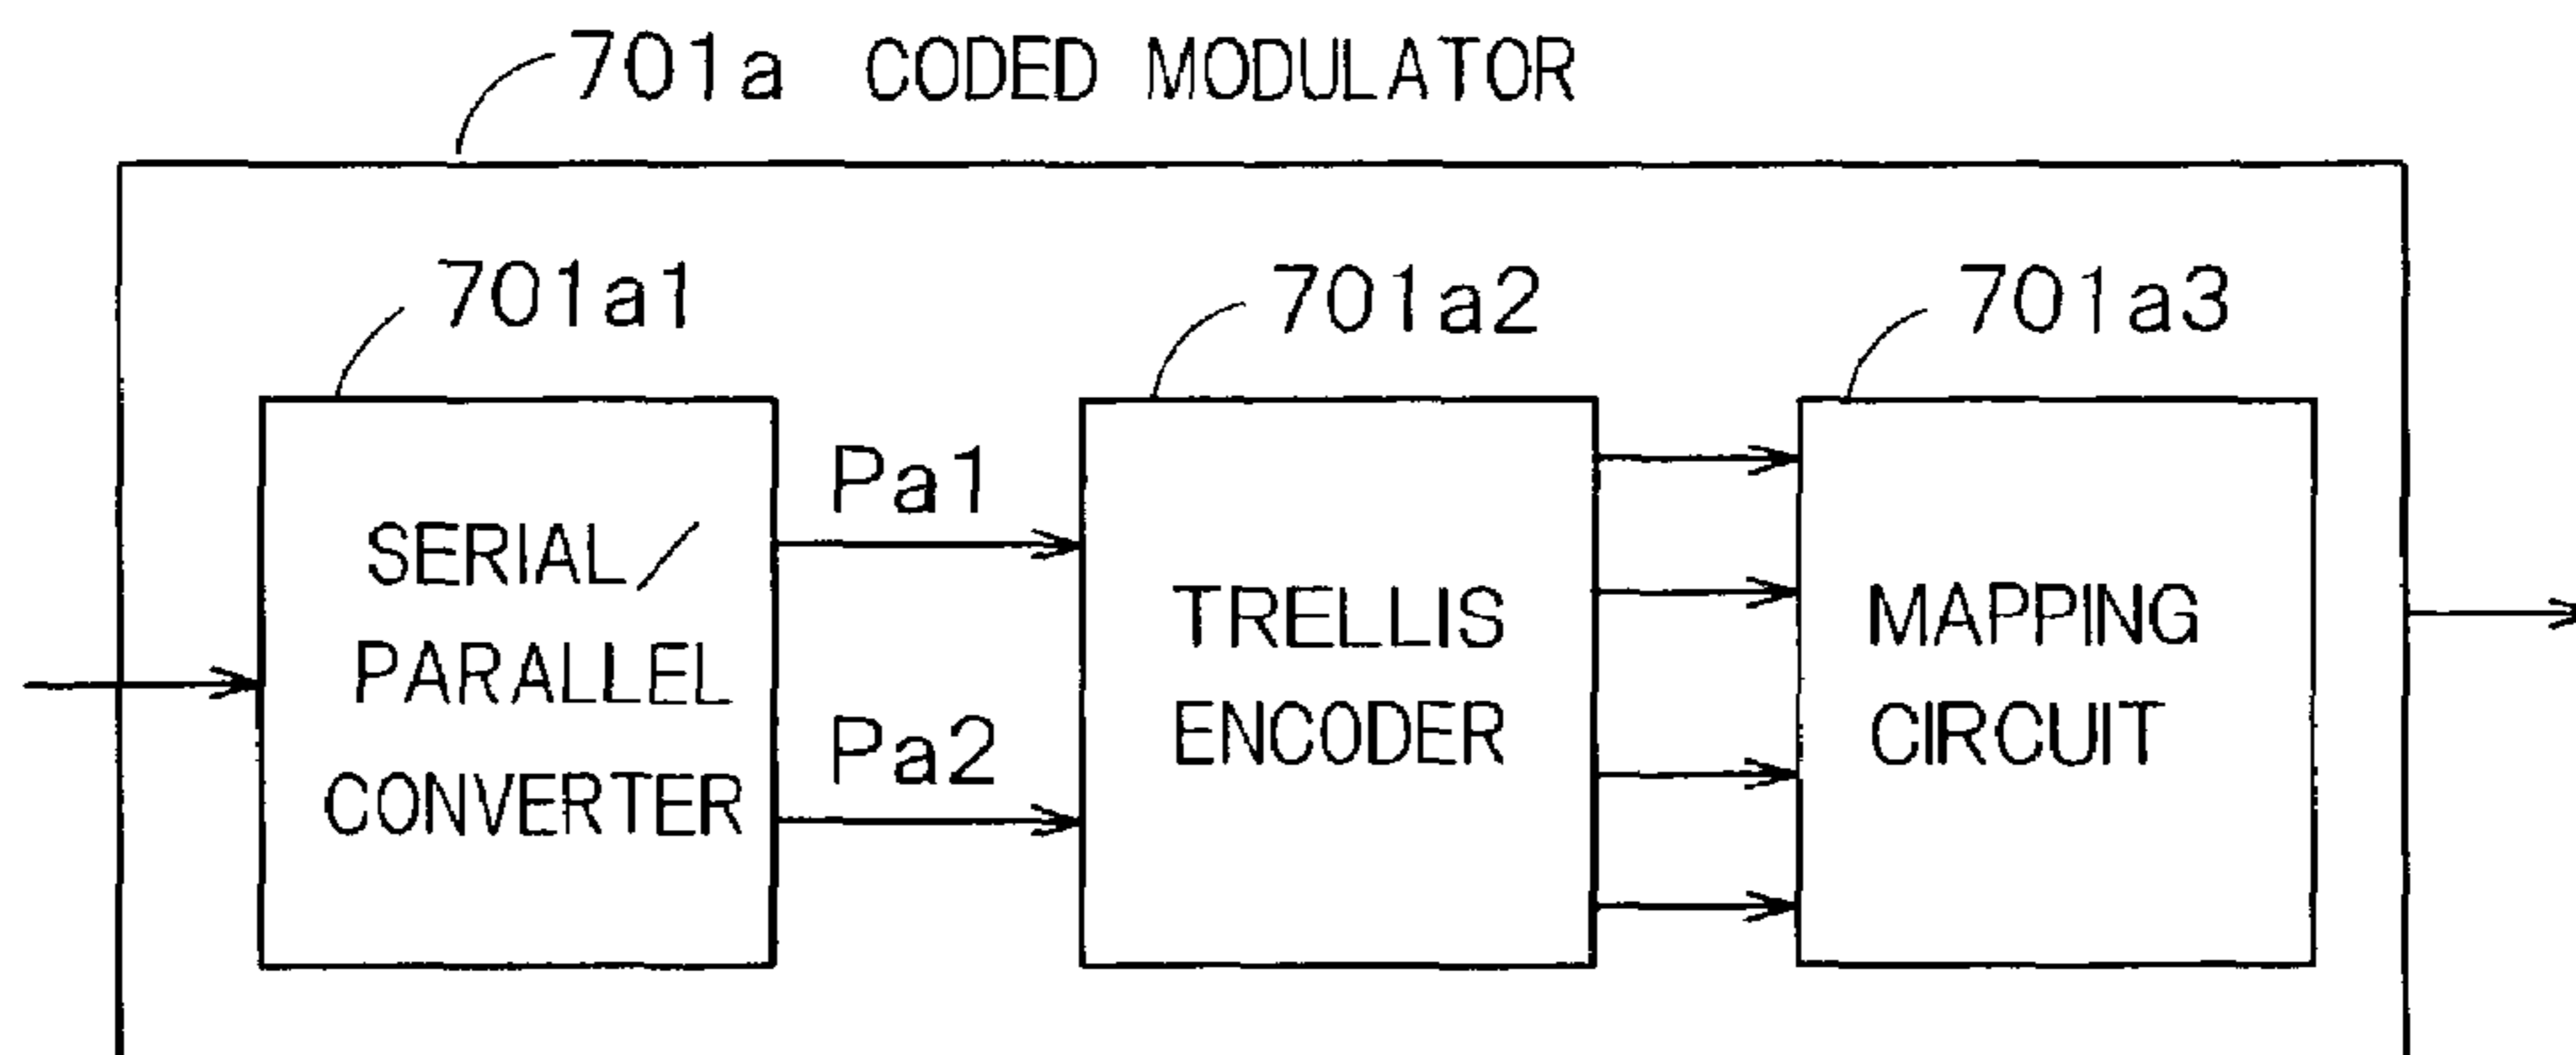 701a CODED MODULATOR
701a1
701a2
701a3
Pa1
SERIAL/
PARALLEL
CONVERTER
Pa2
TRELLIS
ENCODER
MAPPING
CIRCUIT